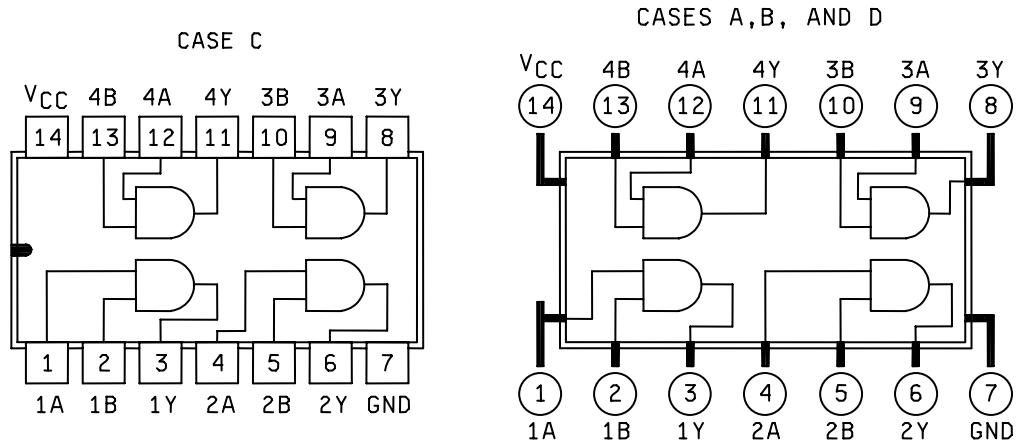 CASES A,B, AND D
CASE C
VCC 4B 4A 4Y 3B 3A 3Y
14 13 12 11 10 9 8
1 2 3 4 5 6 7
1A 1B 1Y 2A 2B 2Y GND
VCC 4B 4A 4Y 3B 3A 3Y
14 13 12 11 10 9 8
1 2 3 4 5 6 7
1A 1B 1Y 2A 2B 2Y GND